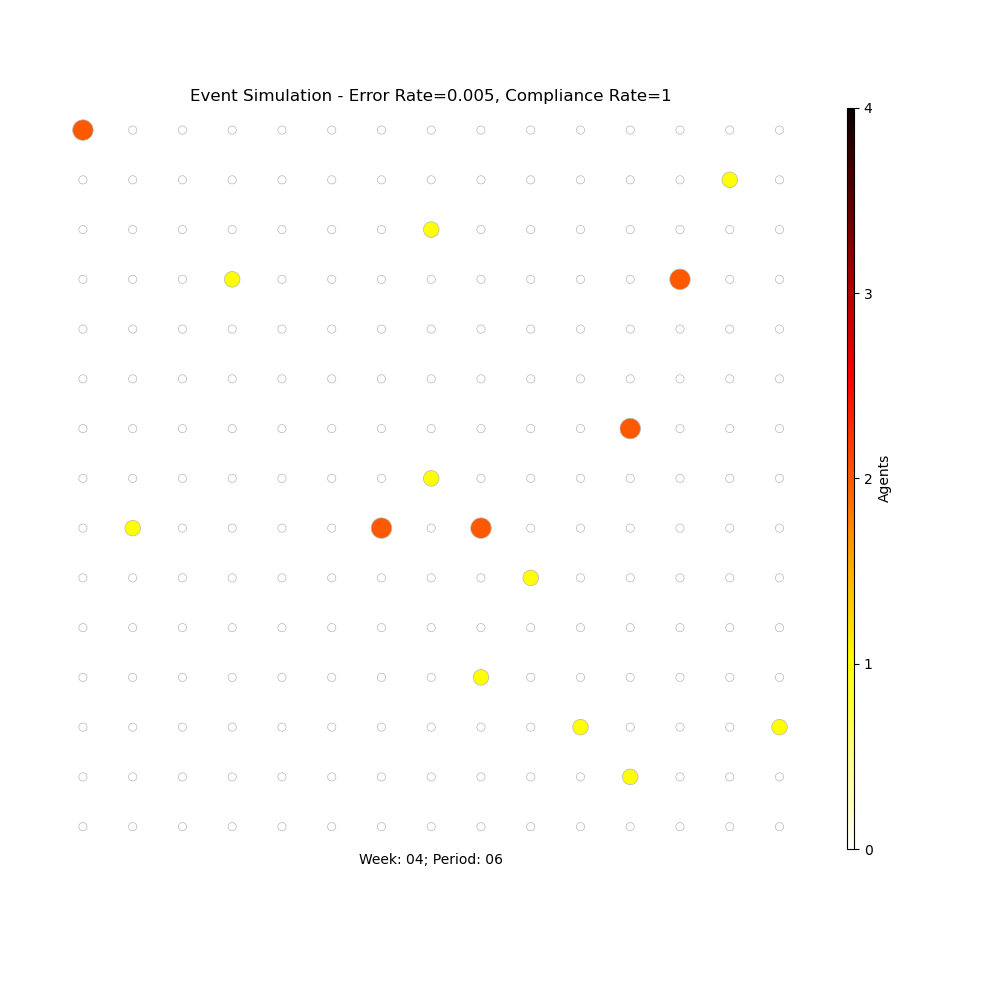 Event Simulation - Error Rate=0.005, Compliance Rate=1
4
3
2
1
0
Agents
Week: 04; Period: 06